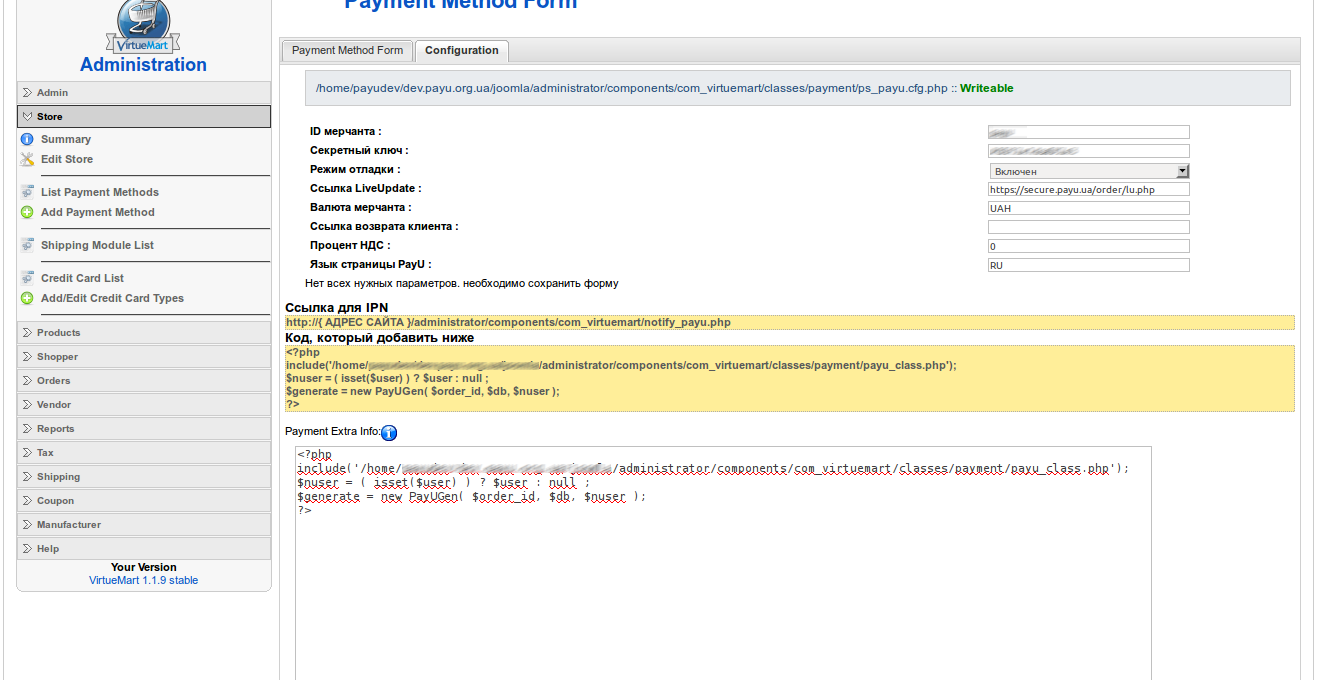 Payment Method Form
VirtueMart
Administration
Admin
Store
Summary
Edit Store
List Payment Methods
Add Payment Method
Shipping Module List
Credit Card List
Add/Edit Credit Card Types
Products
Shopper
Orders
Vendor
Reports
Tax
Shipping
Coupon
Manufacturer
Help
Your Version
VirtueMart 1.1.9 stable
Payment Method Form
Configuration
/home/payudev/dev.payu.org.ua/joomla/administrator/components/com_virtuemart/classes/payment/ps_payu.cfg.php :: Writeable
ID мерчанта :
Секретный ключ :
Режим отладки : Включен
Ссылка LiveUpdate : https://secure.payu.ua/order/lu.php
Валюта мерчанта : UAH
Ссылка возврата клиента :
Процент НДС : 0
Язык страницы PayU : RU
Нет всех нужных параметров. необходимо сохранить форму
Ссылка для IPN
http://{ АДРЕС САЙТА }/administrator/components/com_virtuemart/notify_payu.php
Код, который добавить ниже
<?php
include('/home/ /administrator/components/com_virtuemart/classes/payment/payu_class.php');
$nuser = ( isset($user) ) ? $user : null ;
$generate = new PayUGen( $order_id, $db, $nuser );
?>
Payment Extra Info:
<?php
include('/home/ /administrator/components/com_virtuemart/classes/payment/payu_class.php');
$nuser = ( isset($user) ) ? $user : null ;
$generate = new PayUGen( $order_id, $db, $nuser );
?>